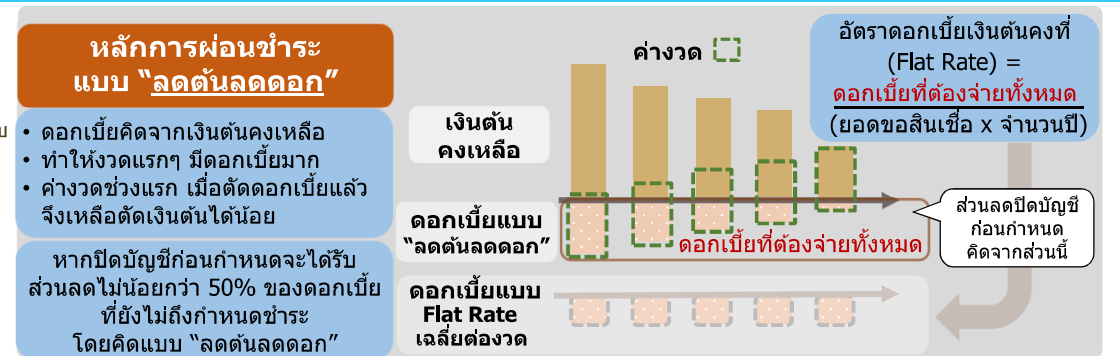 หลักการผ่อนชำระ
แบบ “ลดต้นลดดอก”
• ดอกเบี้ยคิดจากเงินต้นคงเหลือ
• ทำให้งวดแรกๆ มีดอกเบี้ยมาก
• ค่างวดช่วงแรก เมื่อตัดดอกเบี้ยแล้ว
จึงเหลือตัดเงินต้นได้น้อย
หากปิดบัญชีก่อนกำหนดจะได้รับ
ส่วนลดไม่น้อยกว่า 50% ของดอกเบี้ย
ที่ยังไม่ถึงกำหนดชำระ
โดยคิดแบบ “ลดต้นลดดอก”
ค่างวด
เงินต้น
คงเหลือ
ดอกเบี้ยแบบ
“ลดต้นลดดอก”
ดอกเบี้ยที่ต้องจ่ายทั้งหมด
ดอกเบี้ยแบบ
Flat Rate
เฉลี่ยต่องวด
อัตราดอกเบี้ยเงินต้นคงที่
(Flat Rate) =
ดอกเบี้ยที่ต้องจ่ายทั้งหมด
(ยอดขอสินเชื่อ x จำนวนปี)
ส่วนลดปิดบัญชี
ก่อนกำหนด
คิดจากส่วนนี้